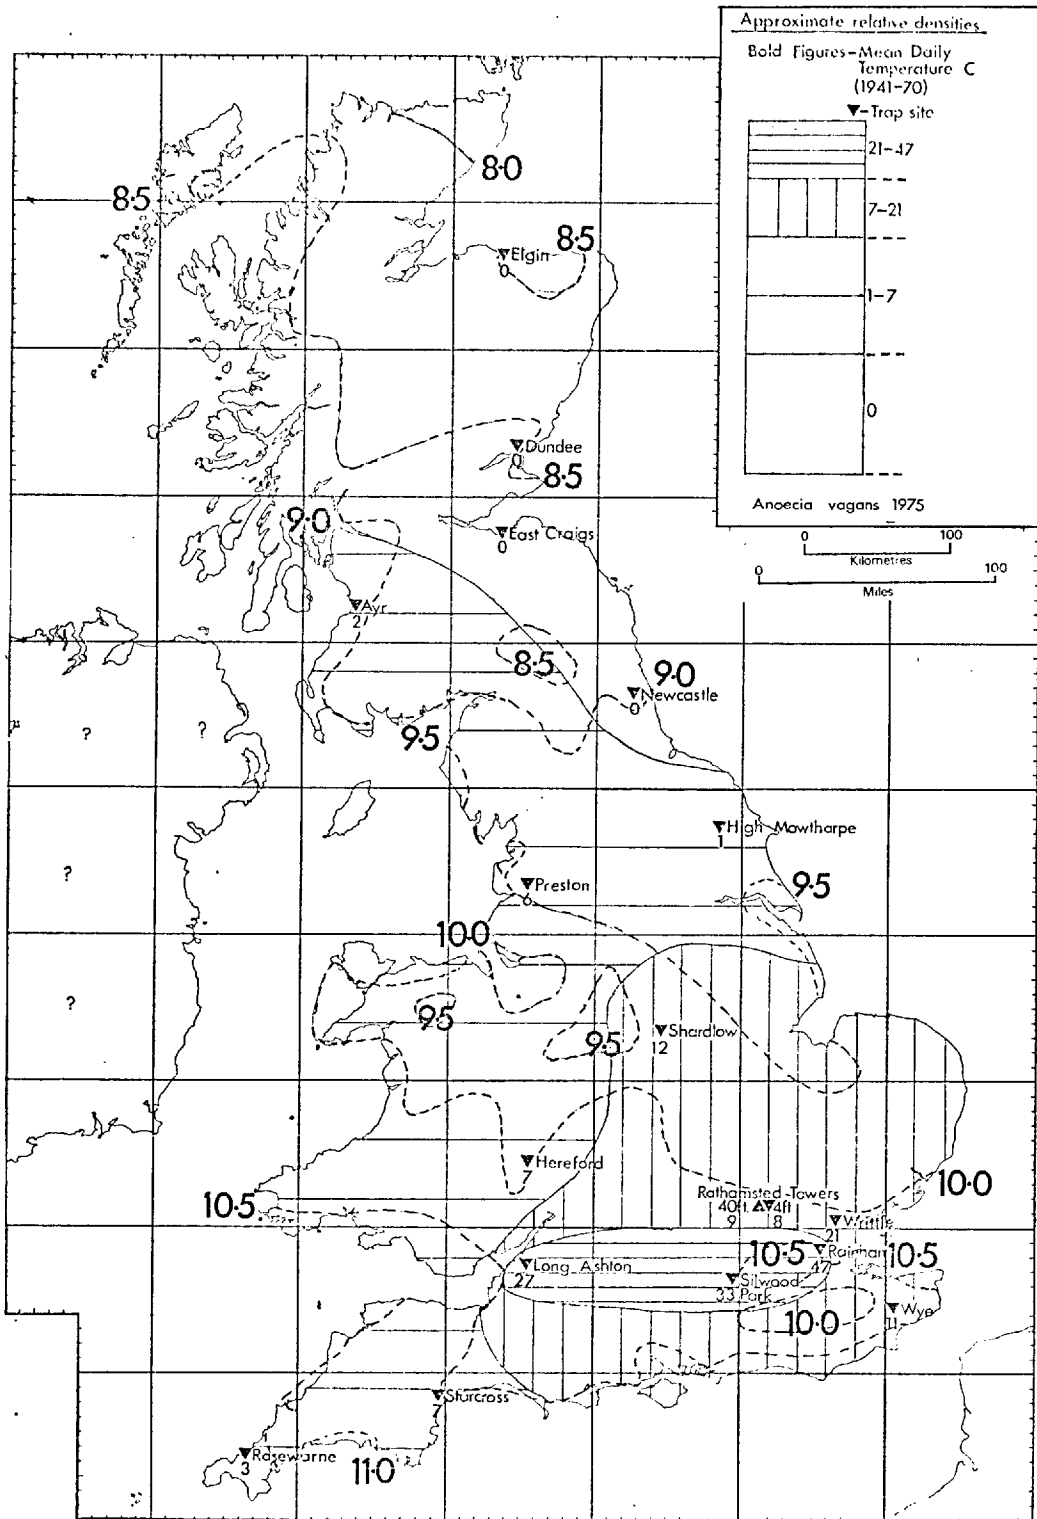 Approximate relative densities
Bold Figures-Mean Daily
Temperature C
(1941-70)
▼-Trap site
21-47
7-21
1-7
0
Anoecia vagans 1975
0 100
Kilometres
0 100
Miles
8·0
8·5
8·5
Elgin
0
Dundee
0
8·5
9·0
East Craigs
0
Ayr
2
8·5
9·0
Newcastle
0
9·5
?
?
High Mowthorpe
1
?
Preston
6
9·5
10·0
?
9·5
9·5
Shardlow
12
Hereford
7
10·0
Rothamsted Towers
40ft. 4ft
9 8
10·5
Writtle
21
10·5
Rainham
47
10·5
Long Ashton
27
Silwood
33 Park
10·0
Wye
11
Starcross
7
Rosewarne
3
11·0